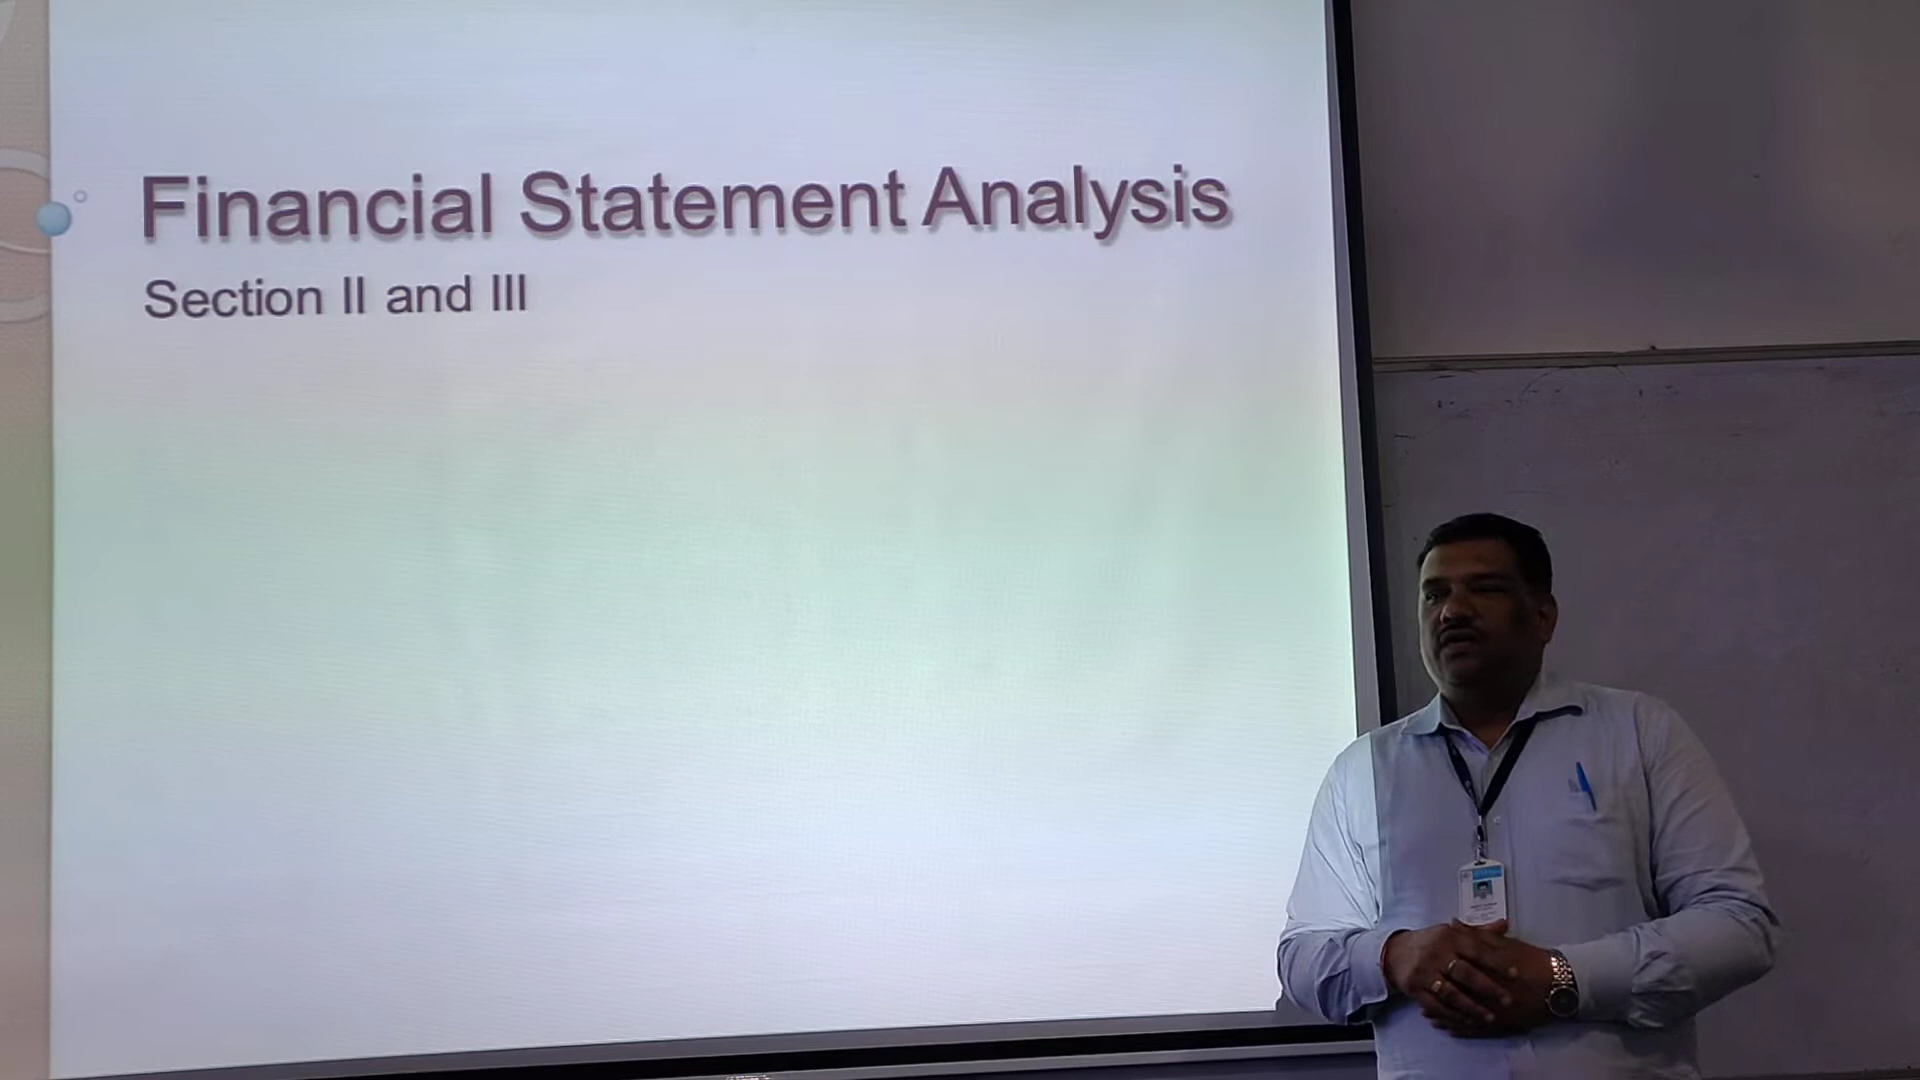 Financial Statement Analysis
Section II and III